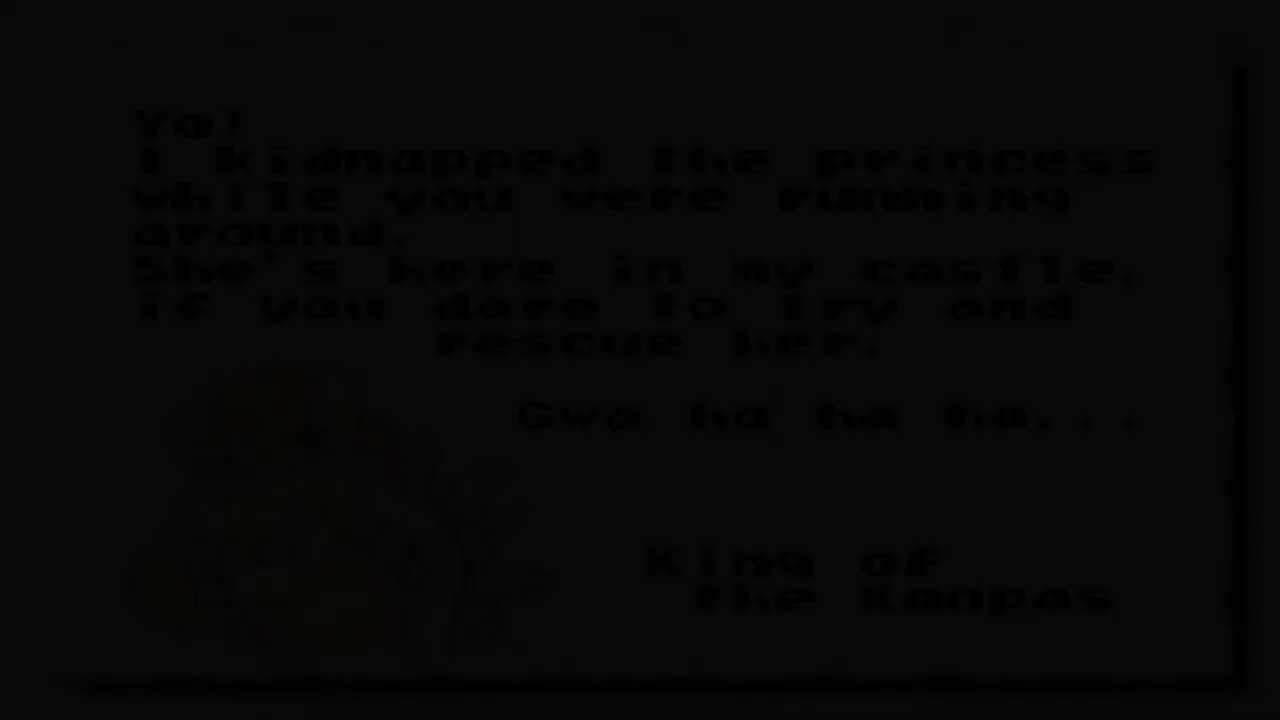 Yo!
I kidnapped the princess
while you were running
around.
She's here in my castle,
if you dare to try and
rescue her.
Gwa ha ha ha...
King of
the Koopas